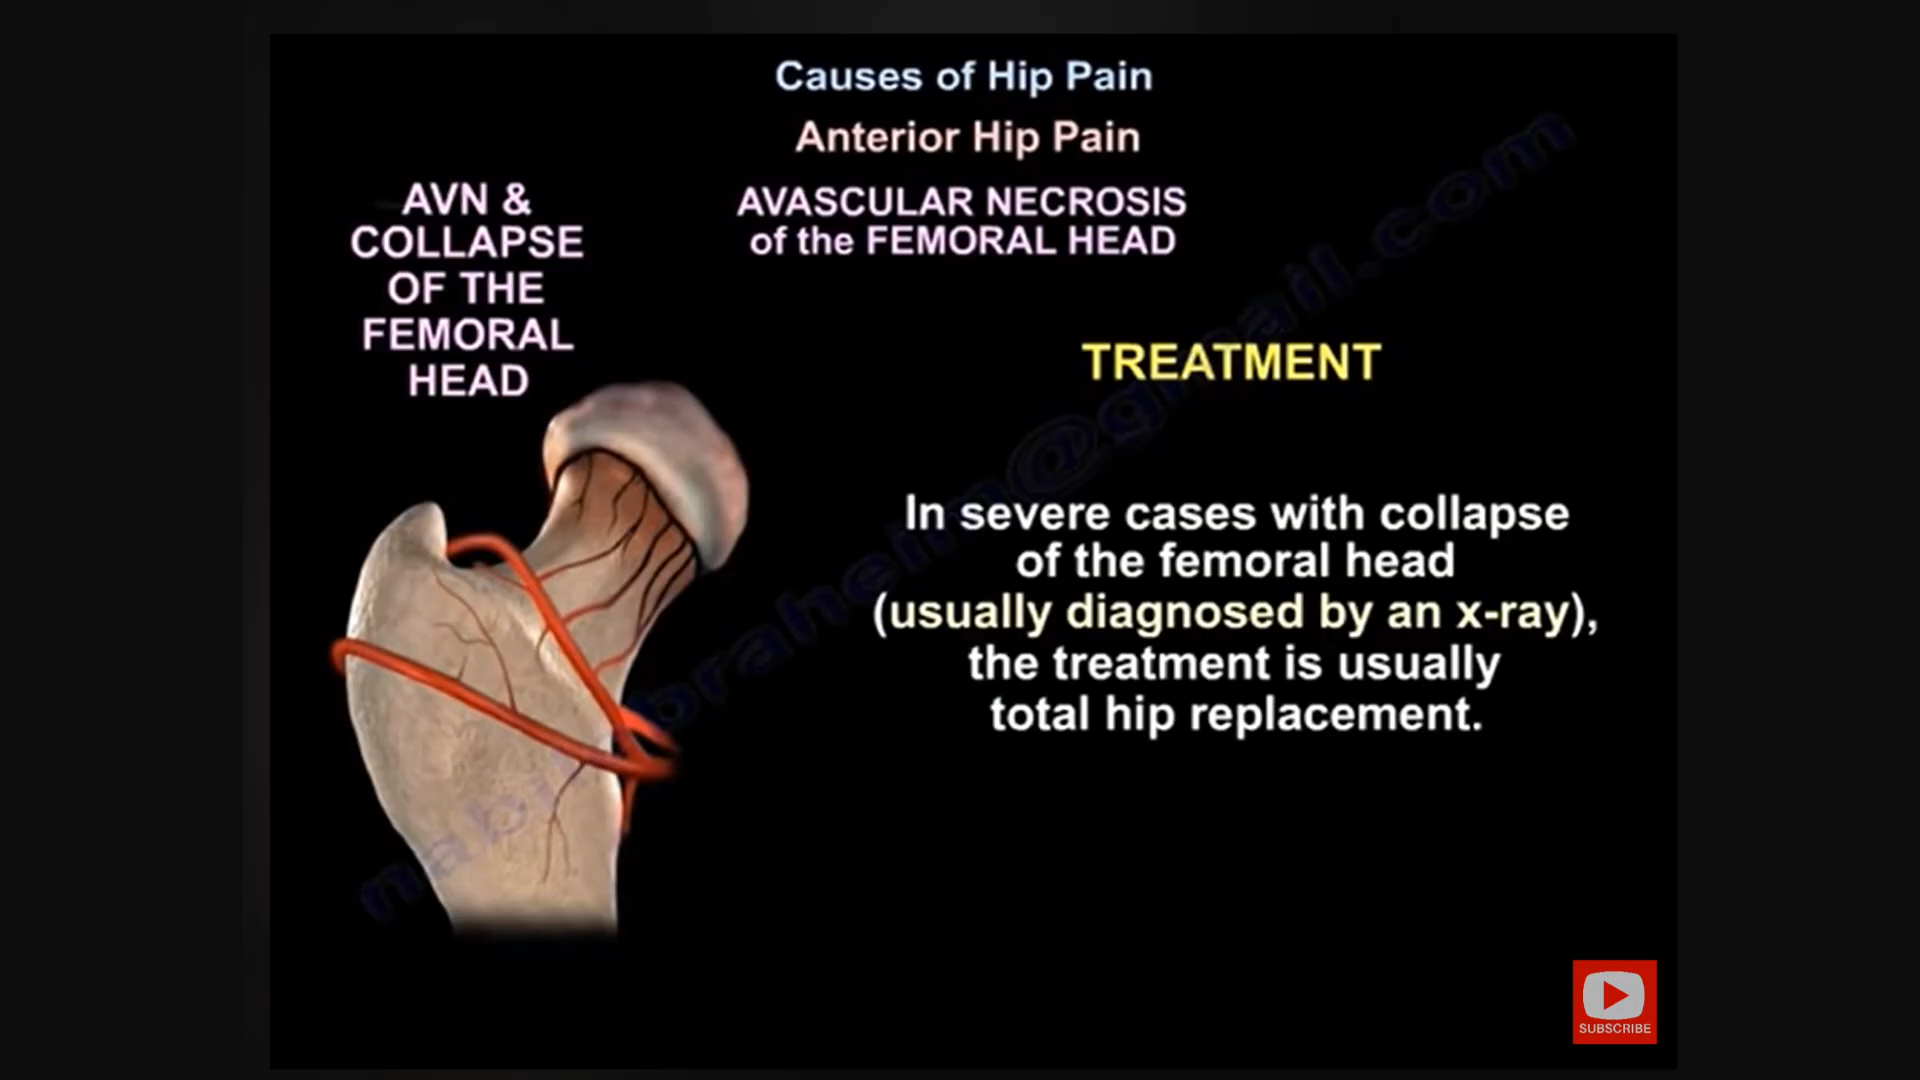 Causes of Hip Pain
Anterior Hip Pain
AVN &
COLLAPSE
OF THE
FEMORAL
HEAD
AVASCULAR NECROSIS
of the FEMORAL HEAD
TREATMENT
In severe cases with collapse
of the femoral head
(usually diagnosed by an x-ray),
the treatment is usually
total hip replacement.
SUBSCRIBE